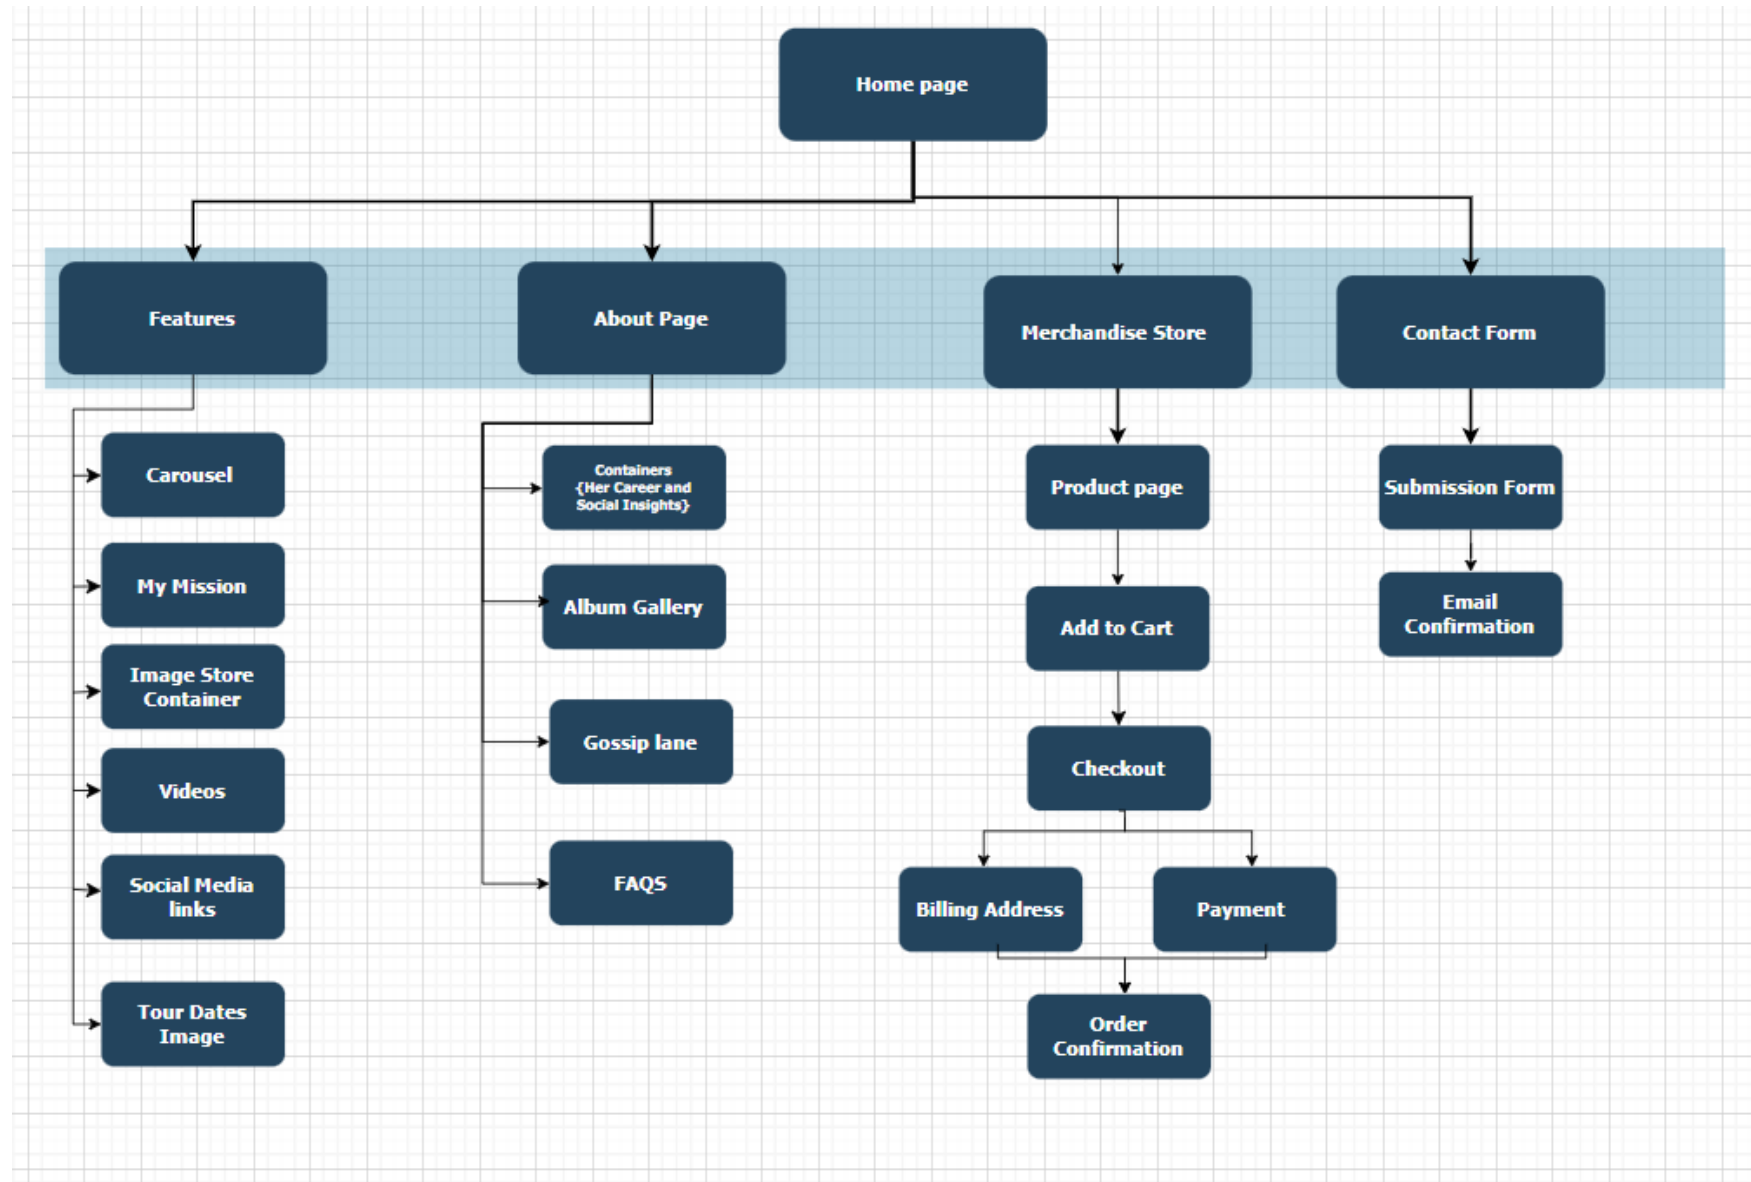 Home page
Features
About Page
Merchandise Store
Contact Form
Carousel
My Mission
Image Store
Container
Videos
Social Media
links
Tour Dates
Image
Containers
{Her Career and
Social Insights}
Album Gallery
Gossip lane
FAQS
Product page
Add to Cart
Checkout
Billing Address
Payment
Order
Confirmation
Submission Form
Email
Confirmation